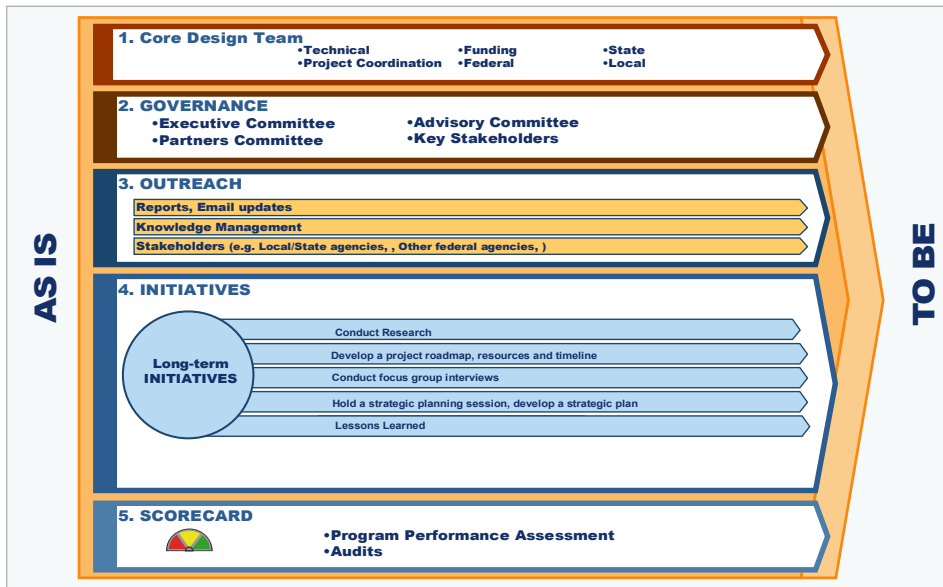 AS IS
1. Core Design Team
•Technical
•Project Coordination
•Funding
•Federal
•State
•Local
2. GOVERNANCE
•Executive Committee
•Partners Committee
•Advisory Committee
•Key Stakeholders
3. OUTREACH
Reports, Email updates
Knowledge Management
Stakeholders (e.g. Local/State agencies, , Other federal agencies, )
4. INITIATIVES
Long-term
INITIATIVES
Conduct Research
Develop a project roadmap, resources and timeline
Conduct focus group interviews
Hold a strategic planning session, develop a strategic plan
Lessons Learned
5. SCORECARD
•Program Performance Assessment
•Audits
TO BE